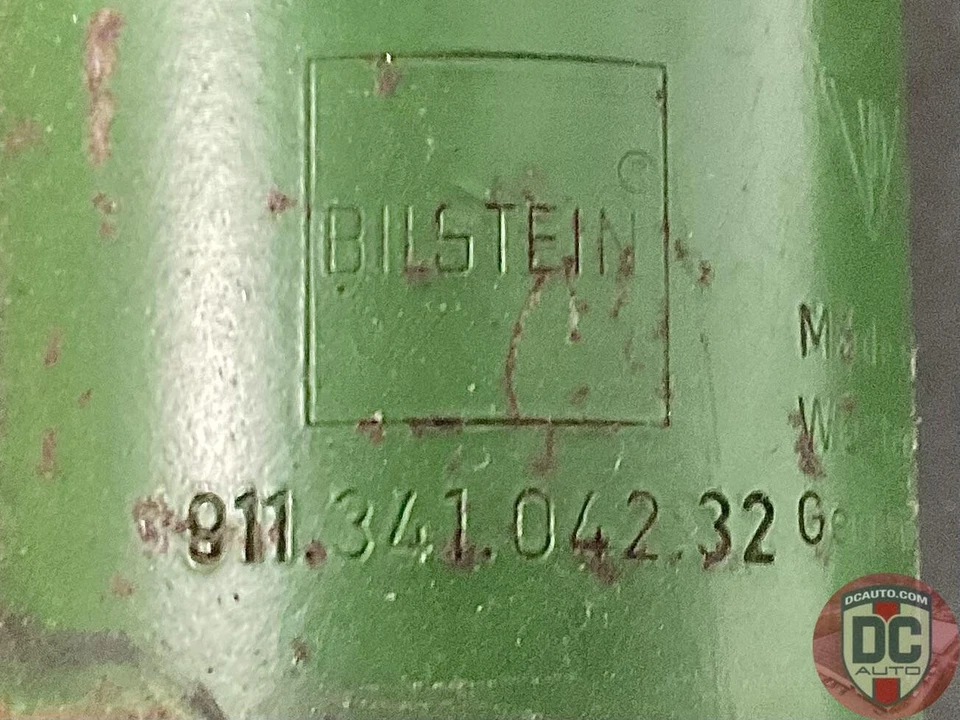 ©
BILSTEIN
911.341.042.32
DCAUTO.COM
DC
AUTO